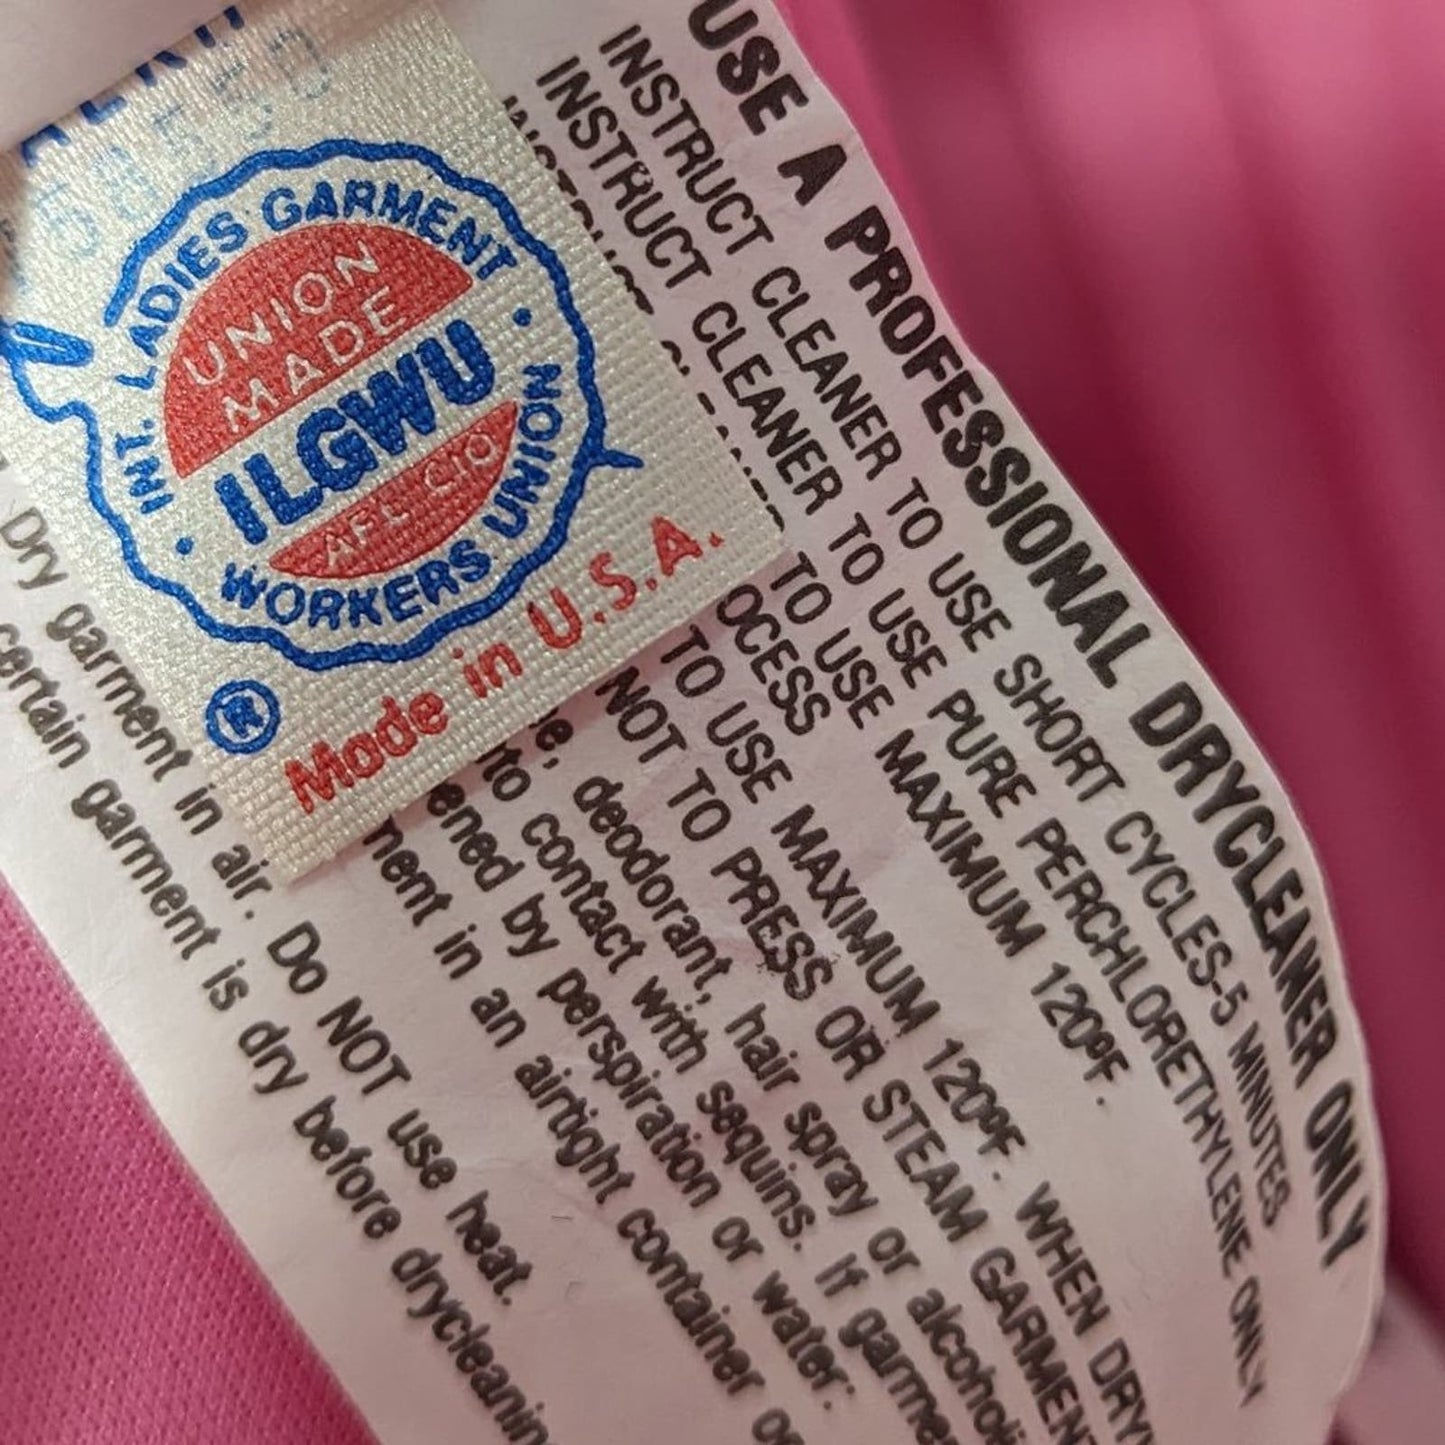 INT. LADIES GARMENT
UNION
MADE
ILGWU
AFL CIO
WORKERS UNION
®
Made in U.S.A.
USE A PROFESSIONAL DRYCLEANER ONLY
INSTRUCT CLEANER TO USE SHORT CYCLES-5 MINUTES
INSTRUCT CLEANER TO USE PURE PERCHLORETHYLENE ONLY
TO USE MAXIMUM 120ºF.
OCESS
TO USE MAXIMUM 120ºF. WHEN DRY
NOT TO PRESS OR STEAM GARMENT
deodorant, hair spray or alcohol
to contact with sequins. If garme
ened by perspiration or water:
ment in an airtight container or
Dry garment in air. Do NOT use heat.
certain garment is dry before drycleanin